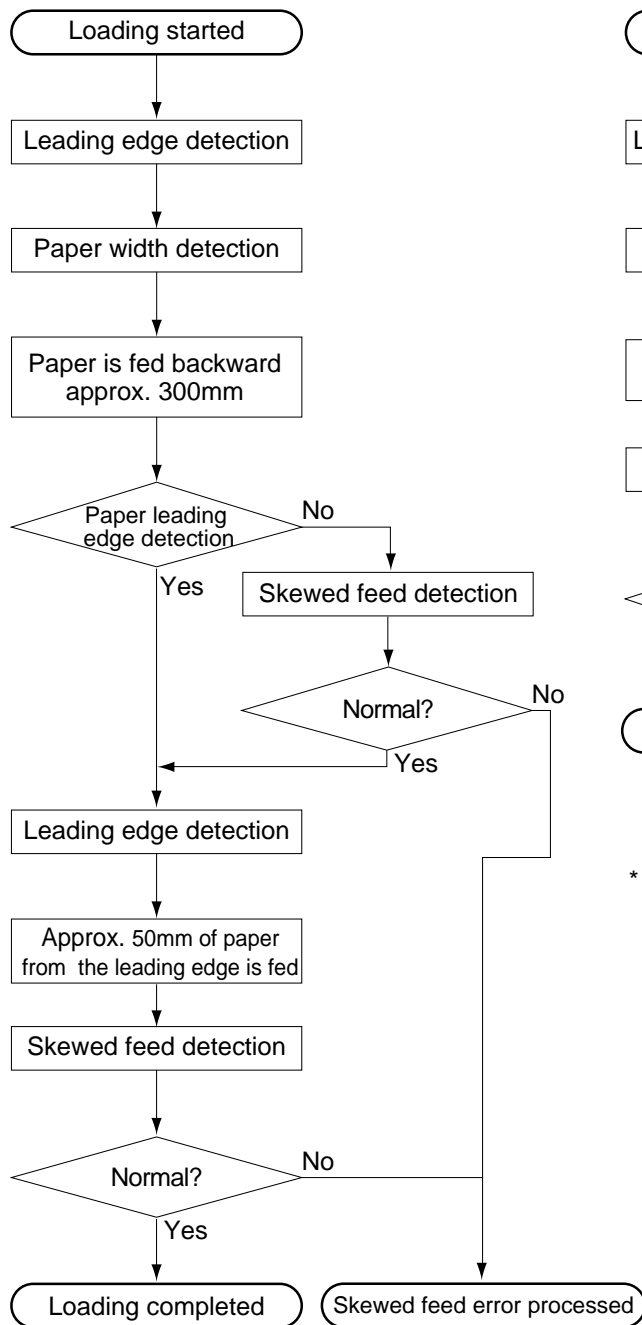 Loading started
Leading edge detection
Paper width detection
Paper is fed backward
approx. 300mm
Paper leading
edge detection
No
Yes
Skewed feed detection
Normal?
No
Yes
Leading edge detection
Approx. 50mm of paper
from the leading edge is fed
Skewed feed detection
Normal?
No
Yes
Loading completed
Skewed feed error processed
L
*